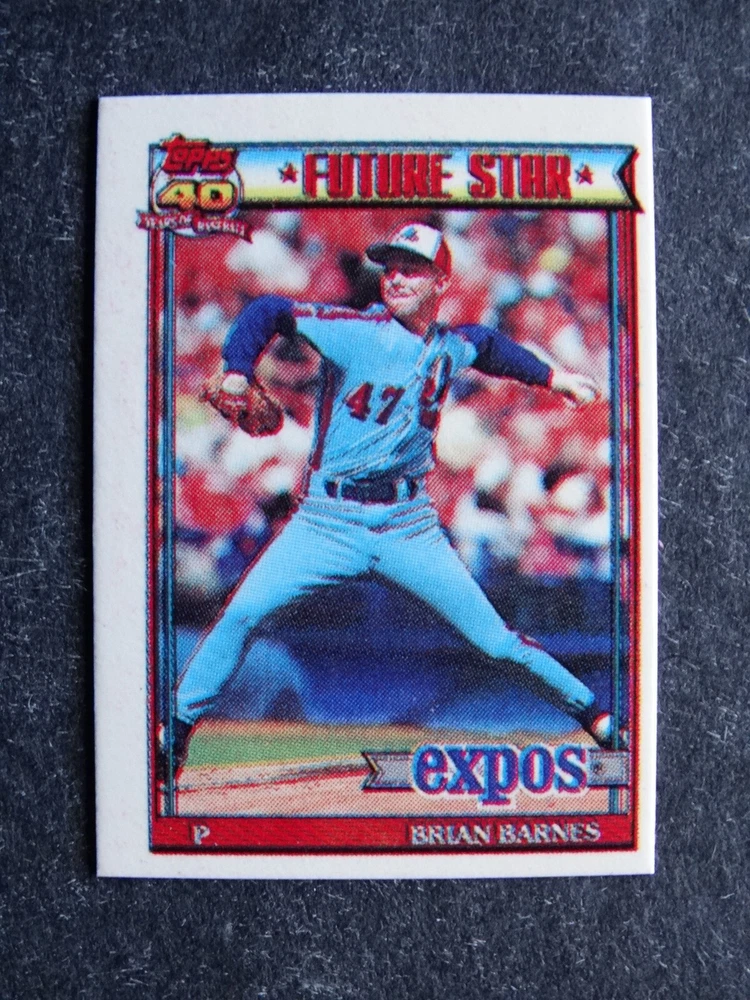 Topps
40
YEARS OF BASEBALL
FUTURE STAR
47
expos
P
BRIAN BARNES